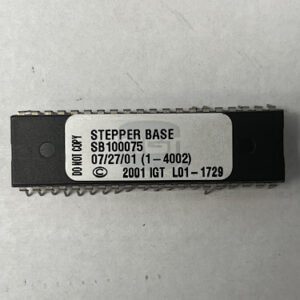 DO NOT COPY
STEPPER BASE
SB100075
07/27/01 (1-4002)
© 2001 IGT L01-1729